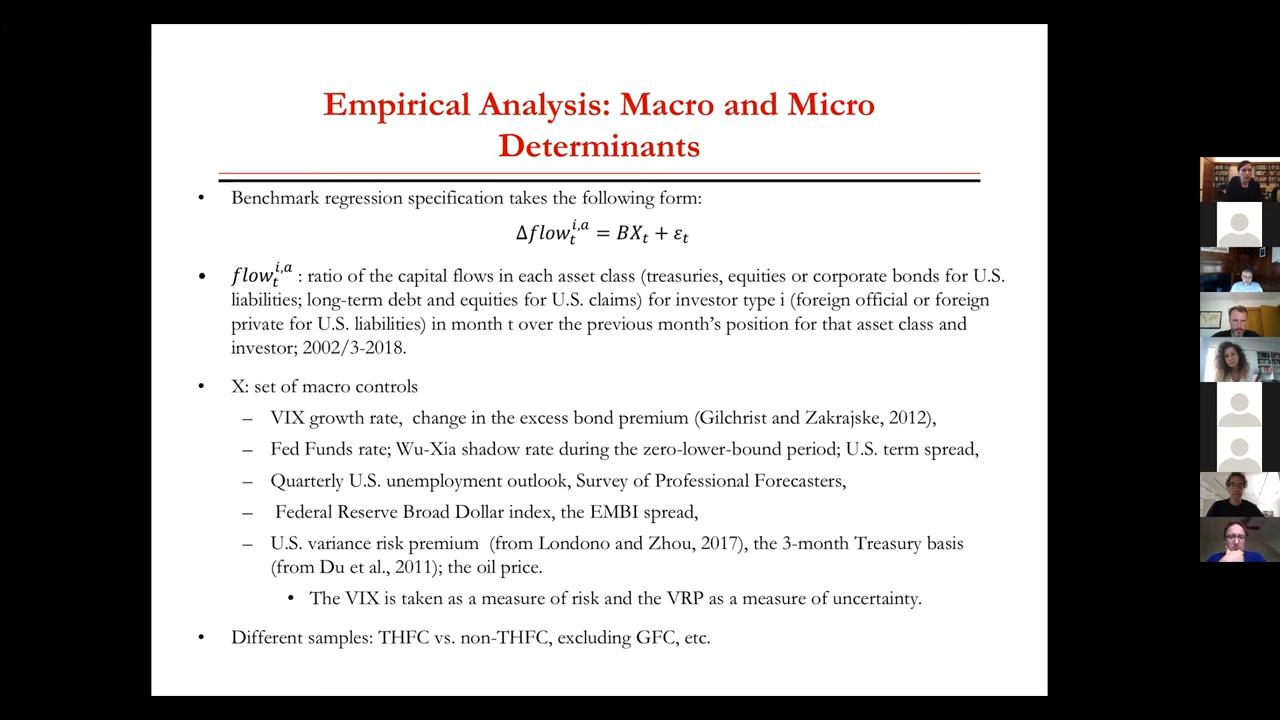 Empirical Analysis: Macro and Micro
Determinants
• Benchmark regression specification takes the following form:
Δflow_t^{i,a} = BX_t + ε_t
• flow_t^{i,a} : ratio of the capital flows in each asset class (treasuries, equities or corporate bonds for U.S.
liabilities; long-term debt and equities for U.S. claims) for investor type i (foreign official or foreign
private for U.S. liabilities) in month t over the previous month's position for that asset class and
investor; 2002/3-2018.
• X: set of macro controls
– VIX growth rate, change in the excess bond premium (Gilchrist and Zakrajske, 2012),
– Fed Funds rate; Wu-Xia shadow rate during the zero-lower-bound period; U.S. term spread,
– Quarterly U.S. unemployment outlook, Survey of Professional Forecasters,
– Federal Reserve Broad Dollar index, the EMBI spread,
– U.S. variance risk premium (from Londono and Zhou, 2017), the 3-month Treasury basis
(from Du et al., 2011); the oil price.
• The VIX is taken as a measure of risk and the VRP as a measure of uncertainty.
• Different samples: THFC vs. non-THFC, excluding GFC, etc.